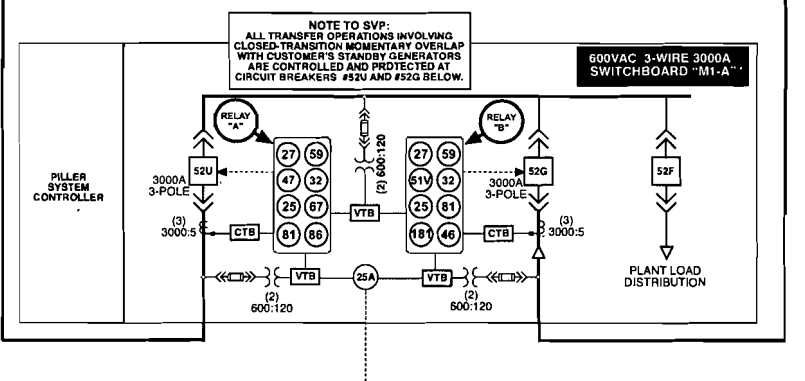 NOTE TO SVP:
ALL TRANSFER OPERATIONS INVOLVING
CLOSED-TRANSITION MOMENTARY OVERLAP
WITH CUSTOMER'S STANDBY GENERATORS
ARE CONTROLLED AND PROTECTED AT
CIRCUIT BREAKERS #52U AND #52G BELOW.
600VAC 3-WIRE 3000A
SWITCHBOARD "M1-A"
RELAY
"A"
RELAY
"B"
27 59
47 32
25 67
81 86
(2) 600:120
27 59
51V 32
25 81
181 46
PILLER
SYSTEM
CONTROLLER
52U
3000A
3-POLE
52G
3000A
3-POLE
52F
VTB
(3)
3000:5
CTB
CTB
(3)
3000:5
VTB
25A
VTB
(2)
600:120
(2)
600:120
PLANT LOAD
DISTRIBUTION